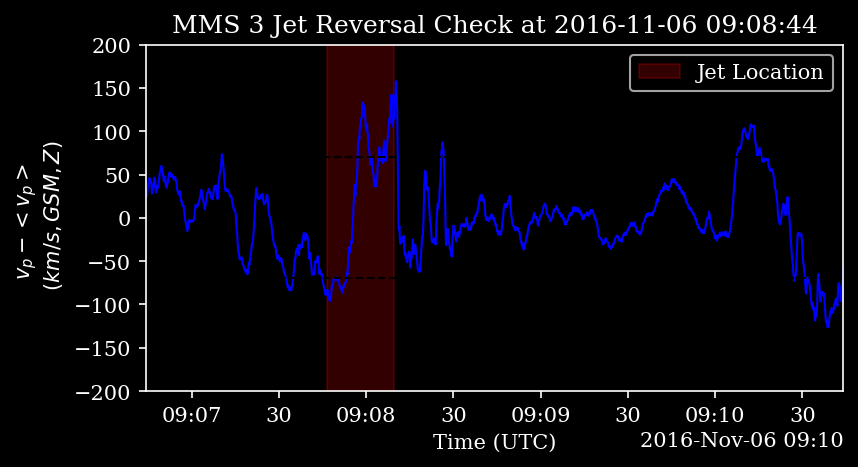 MMS 3 Jet Reversal Check at 2016-11-06 09:08:44
200
150
100
50
0
−50
−100
−150
−200
v_p − < v_p >
(km/s, GSM, Z)
Jet Location
09:07 30 09:08 30 09:09 30 09:10 30
Time (UTC)
2016-Nov-06 09:10